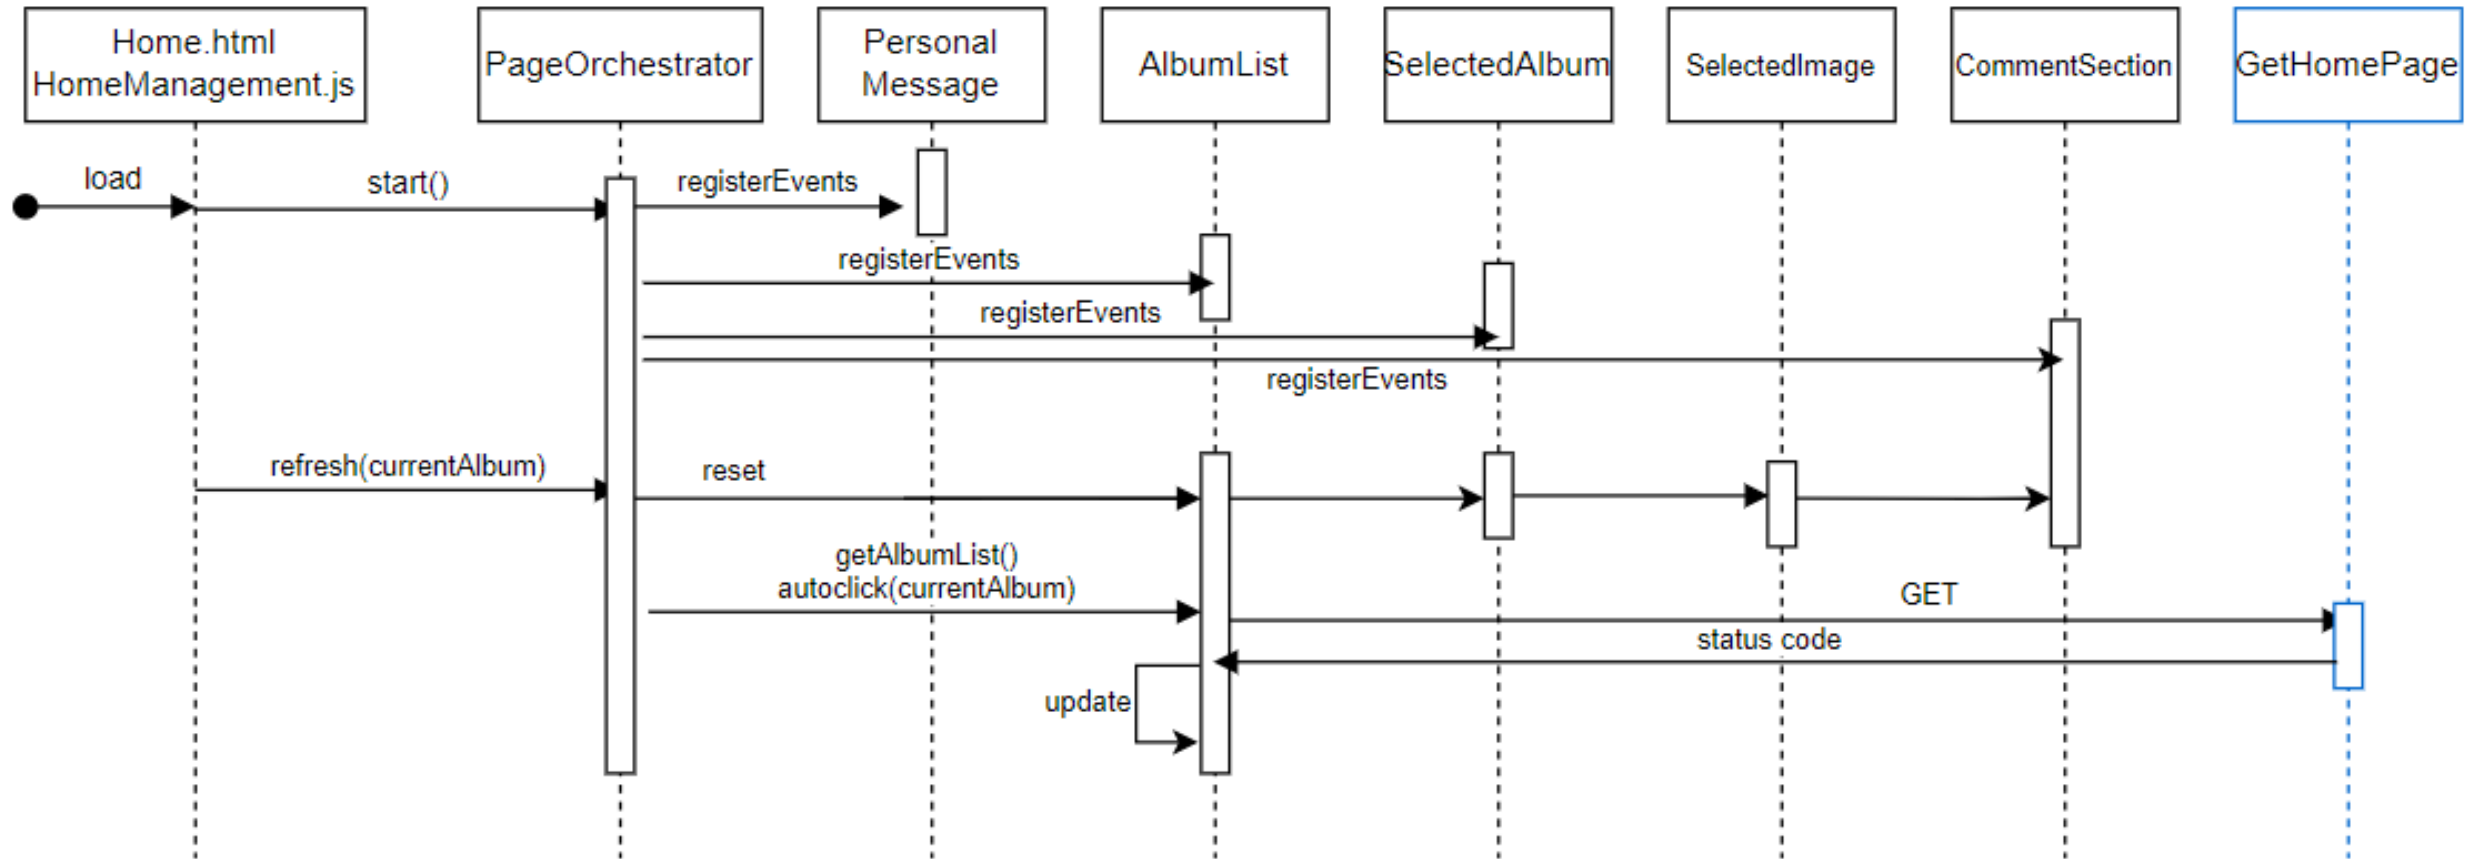 Home.html
HomeManagement.js
PageOrchestrator
Personal
Message
AlbumList
SelectedAlbum
SelectedImage
CommentSection
GetHomePage
load
start()
registerEvents
registerEvents
registerEvents
registerEvents
refresh(currentAlbum)
reset
getAlbumList()
autoclick(currentAlbum)
GET
status code
update